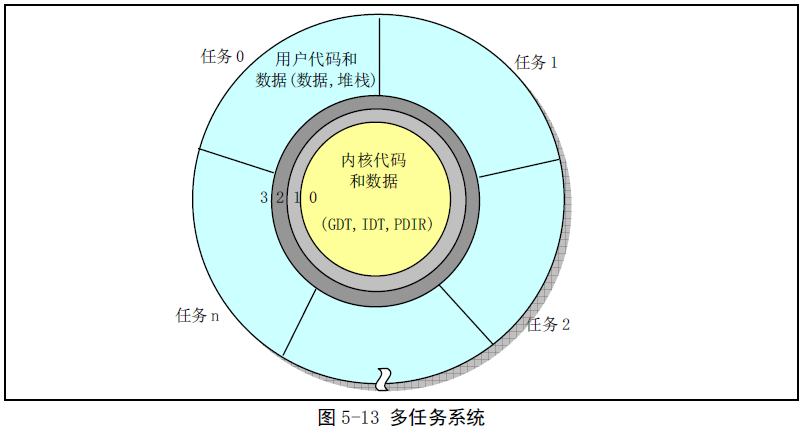 任务0
用户代码和
数据(数据,堆栈)
任务1
内核代码
和数据
3 2 1 0
(GDT,IDT,PDIR)
任务n
任务2
图 5-13 多任务系统